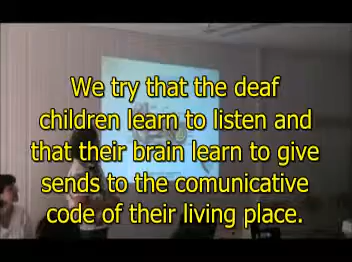 We try that the deaf
children learn to listen and
that their brain learn to give
sends to the comunicative
code of their living place.